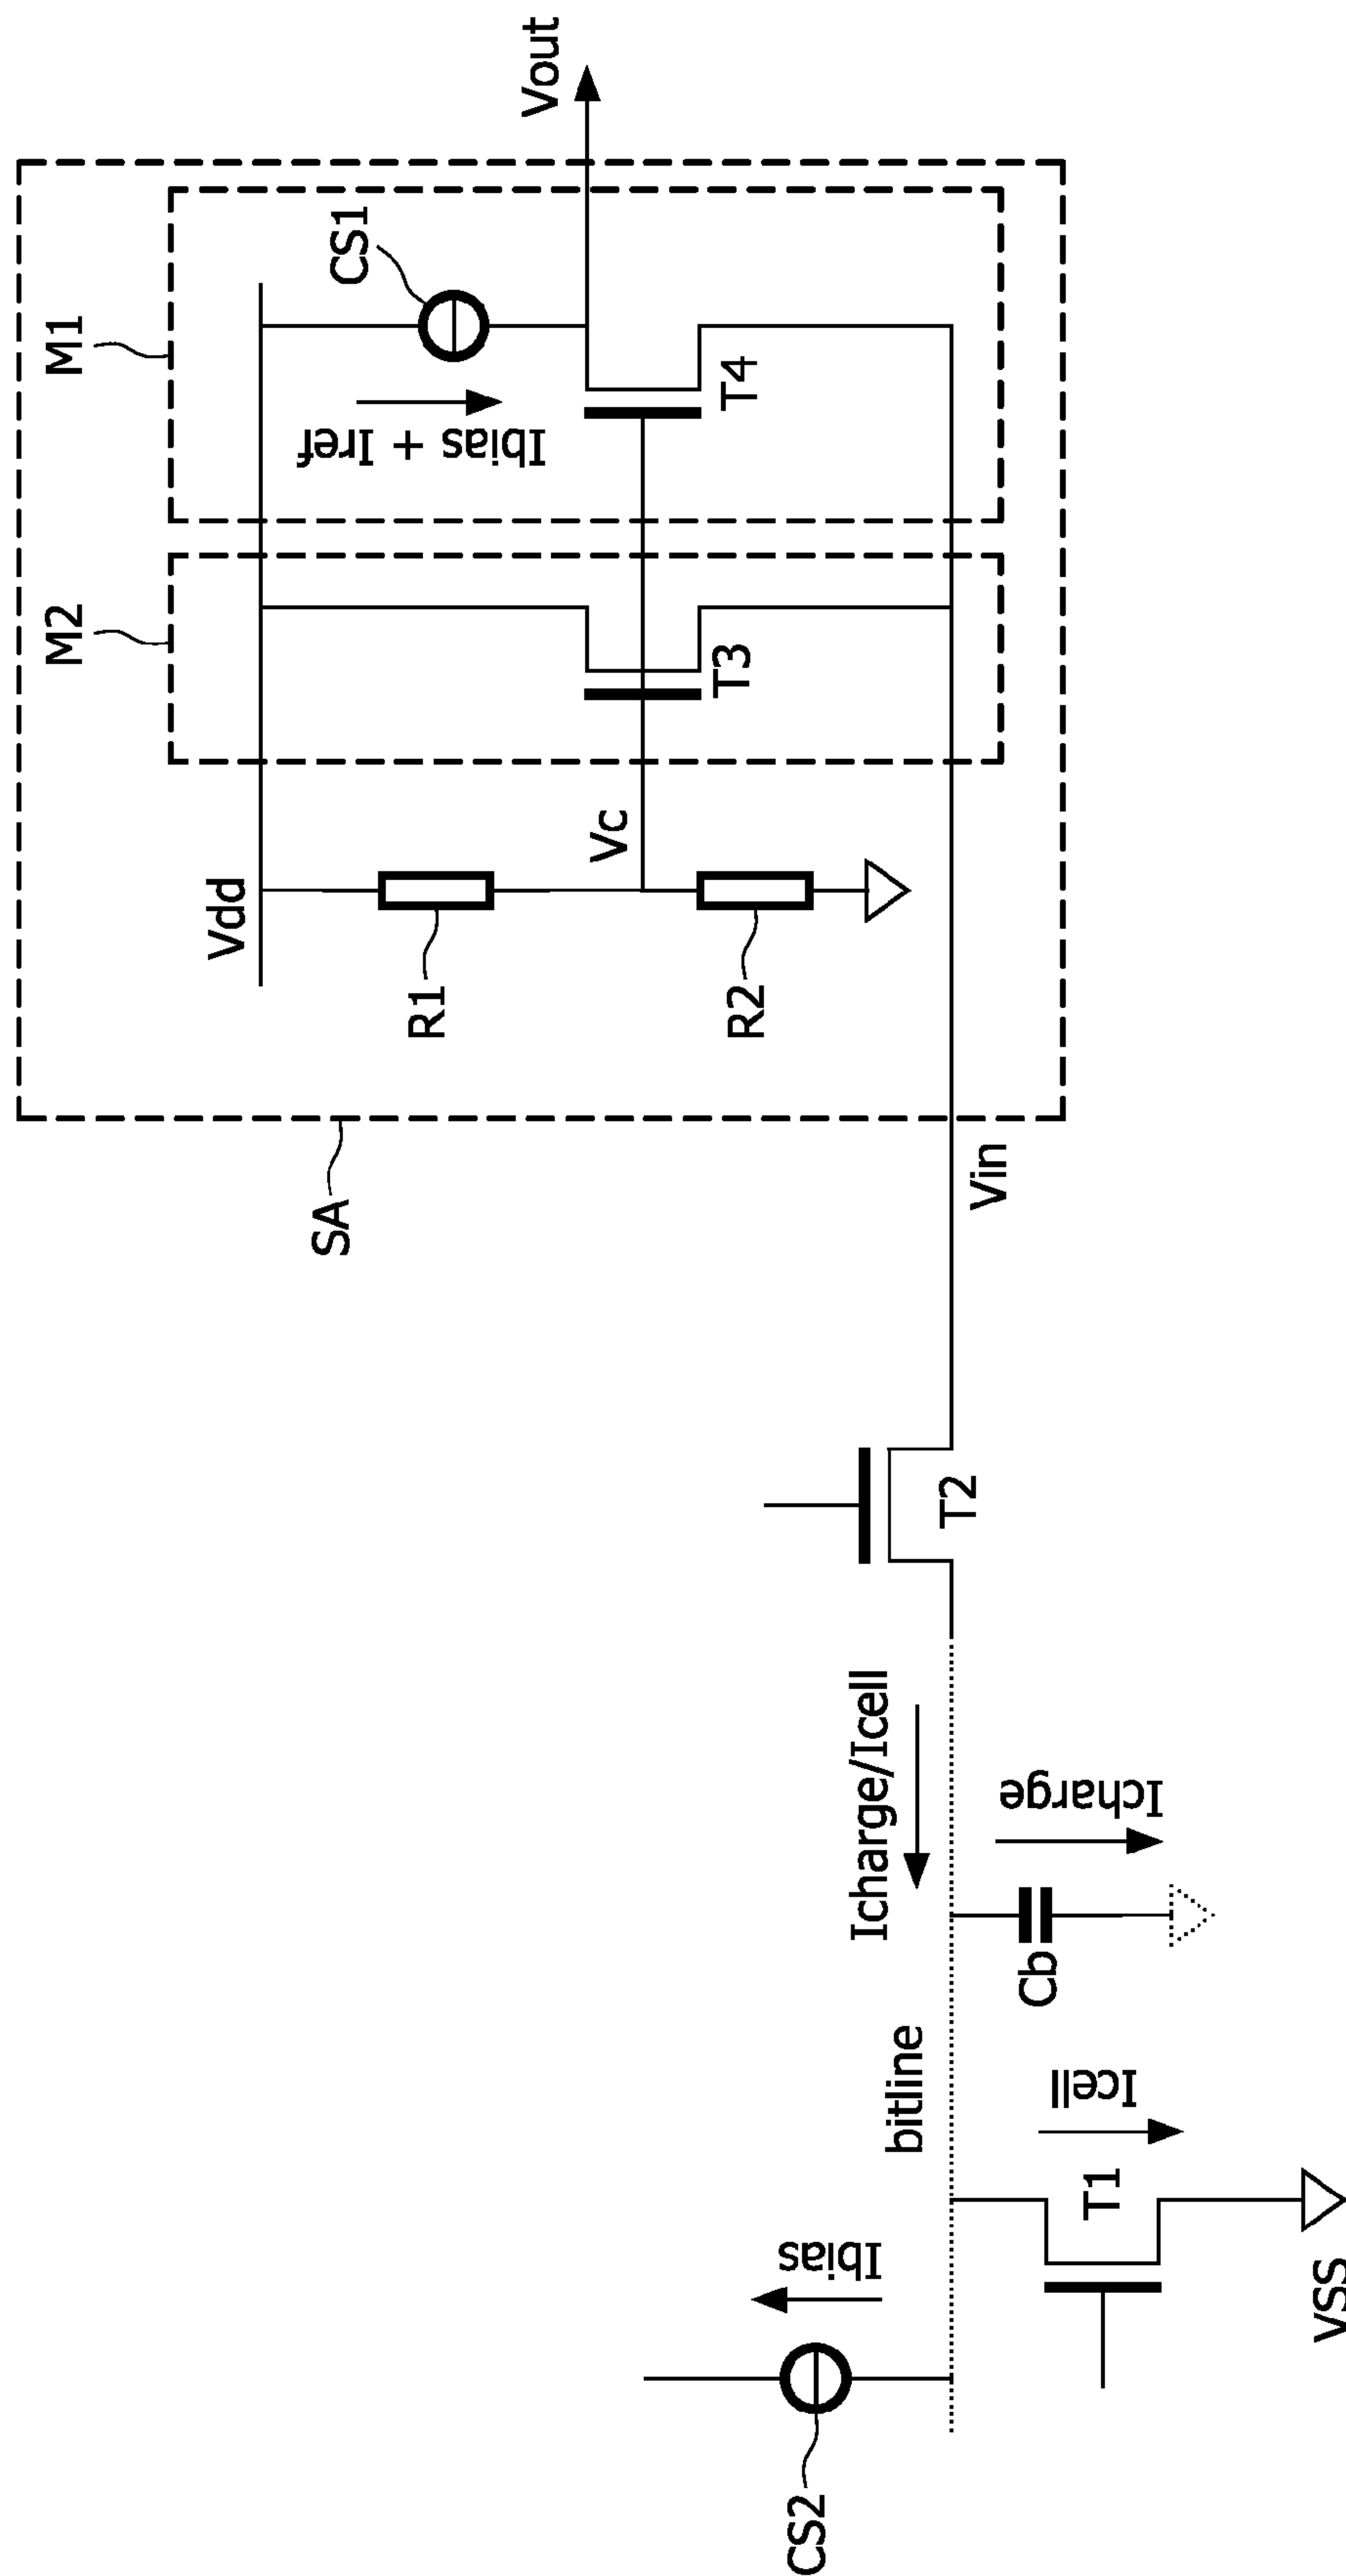 M1
M2
CS1
Vout
Ibias + Iref
T4
T3
Vc
Vdd
R1
R2
SA
Vin
T2
Icharge/Icell
Icharge
Cb
bitline
Icell
T1
Ibias
VSS
CS2